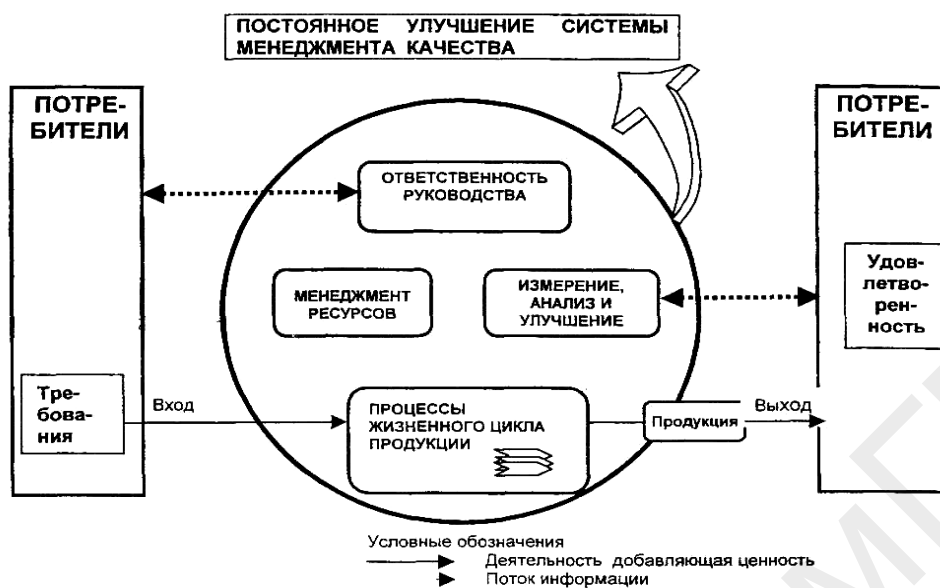 ПОСТОЯННОЕ УЛУЧШЕНИЕ СИСТЕМЫ
МЕНЕДЖМЕНТА КАЧЕСТВА
ПОТРЕ-
БИТЕЛИ
ПОТРЕ-
БИТЕЛИ
ОТВЕТСТВЕННОСТЬ
РУКОВОДСТВА
МЕНЕДЖМЕНТ
РЕСУРСОВ
ИЗМЕРЕНИЕ,
АНАЛИЗ И
УЛУЧШЕНИЕ
Удов-
летво-
рен-
ность
Тре-
бова-
ния
Вход
ПРОЦЕССЫ
ЖИЗНЕННОГО ЦИКЛА
ПРОДУКЦИИ
Продукция
Выход
Условные обозначения
Деятельность добавляющая ценность
Поток информации